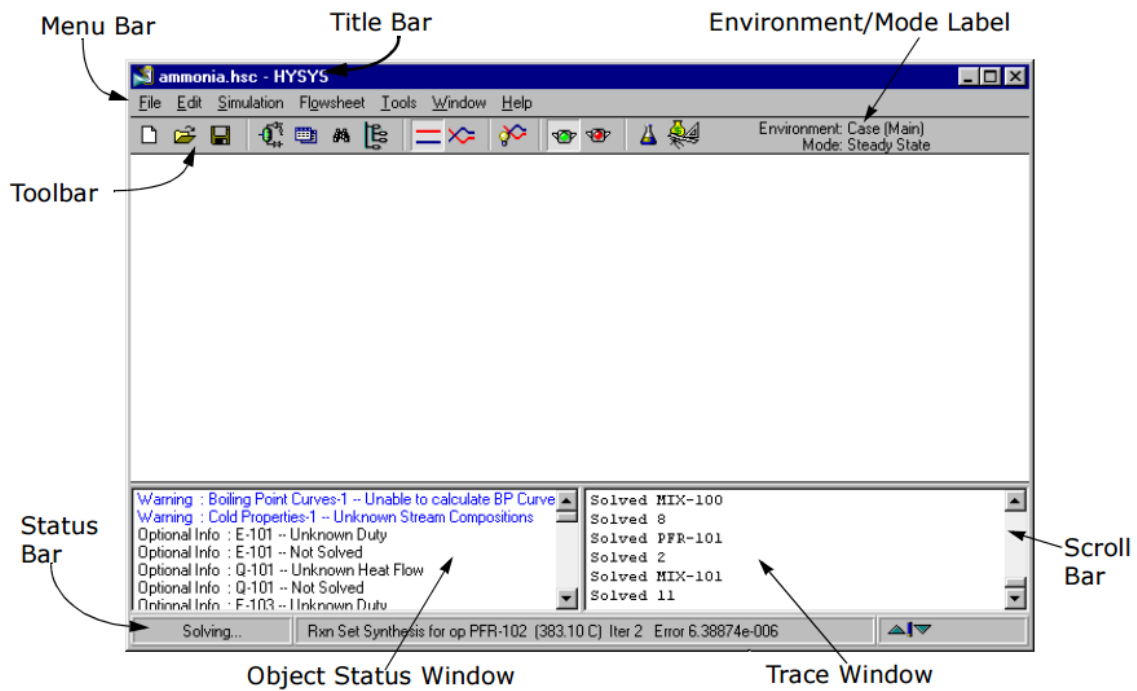 Menu Bar
Title Bar
Environment/Mode Label
ammonia.hsc - HYSYS
File Edit Simulation Flowsheet Tools Window Help
Environment: Case (Main)
Mode: Steady State
Toolbar
Warning : Boiling Point Curves-1 -- Unable to calculate BP Curve
Warning : Cold Properties-1 -- Unknown Stream Compositions
Optional Info : E-101 -- Unknown Duty
Optional Info : E-101 -- Not Solved
Optional Info : Q-101 -- Unknown Heat Flow
Optional Info : Q-101 -- Not Solved
Optional Info : E-103 -- Unknown Duty
Solved MIX-100
Solved 8
Solved PFR-101
Solved 2
Solved MIX-101
Solved 11
Status
Bar
Scroll
Bar
Solving...
Rxn Set Synthesis for op PFR-102 (383.10 C) Iter 2 Error 6.38874e-006
Object Status Window
Trace Window